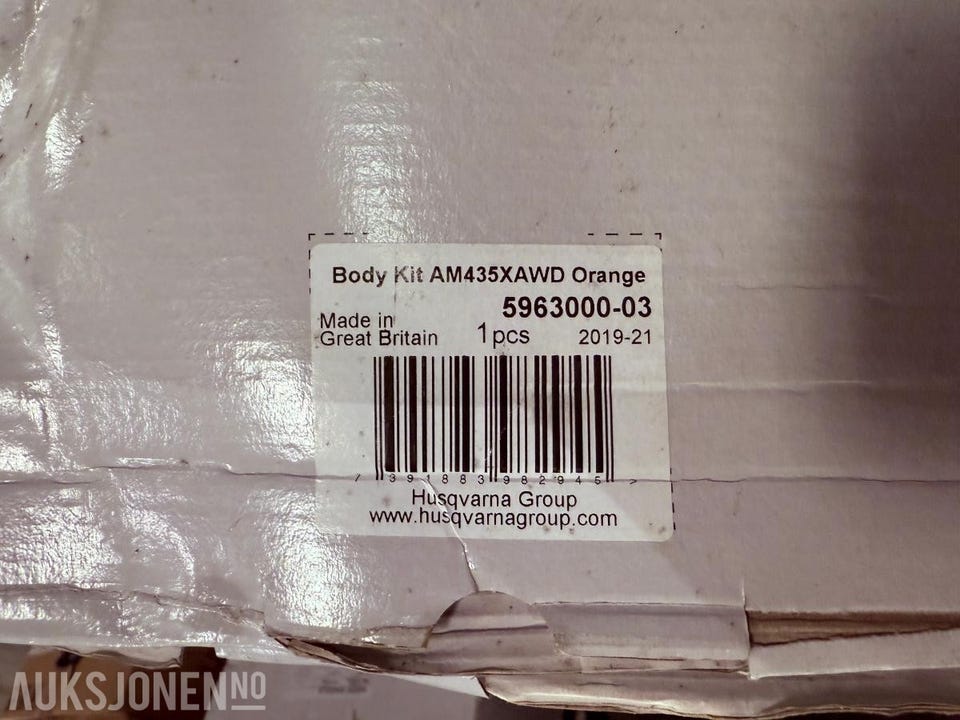 Body Kit AM435XAWD Orange
5963000-03
Made in
Great Britain 1pcs 2019-21
7 391883 982945 >
Husqvarna Group
www.husqvarnagroup.com
AUKSJONEN NO